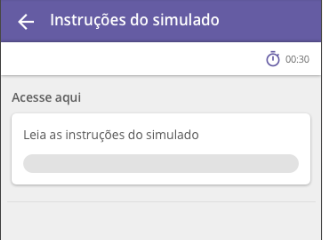 Instruções do simulado
00:30
Acesse aqui
Leia as instruções do simulado